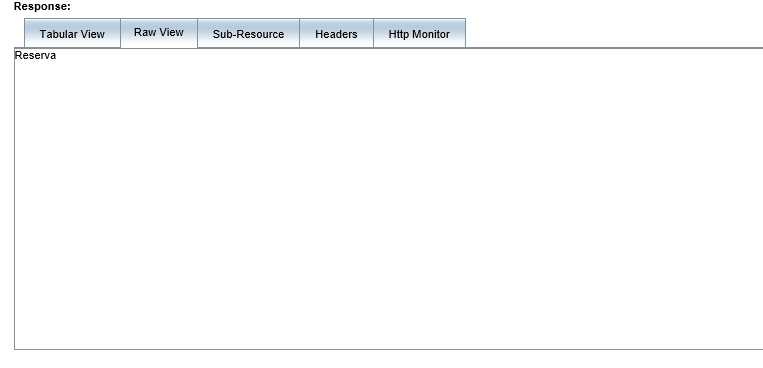 Response:
Tabular View Raw View Sub-Resource Headers Http Monitor
Reserva